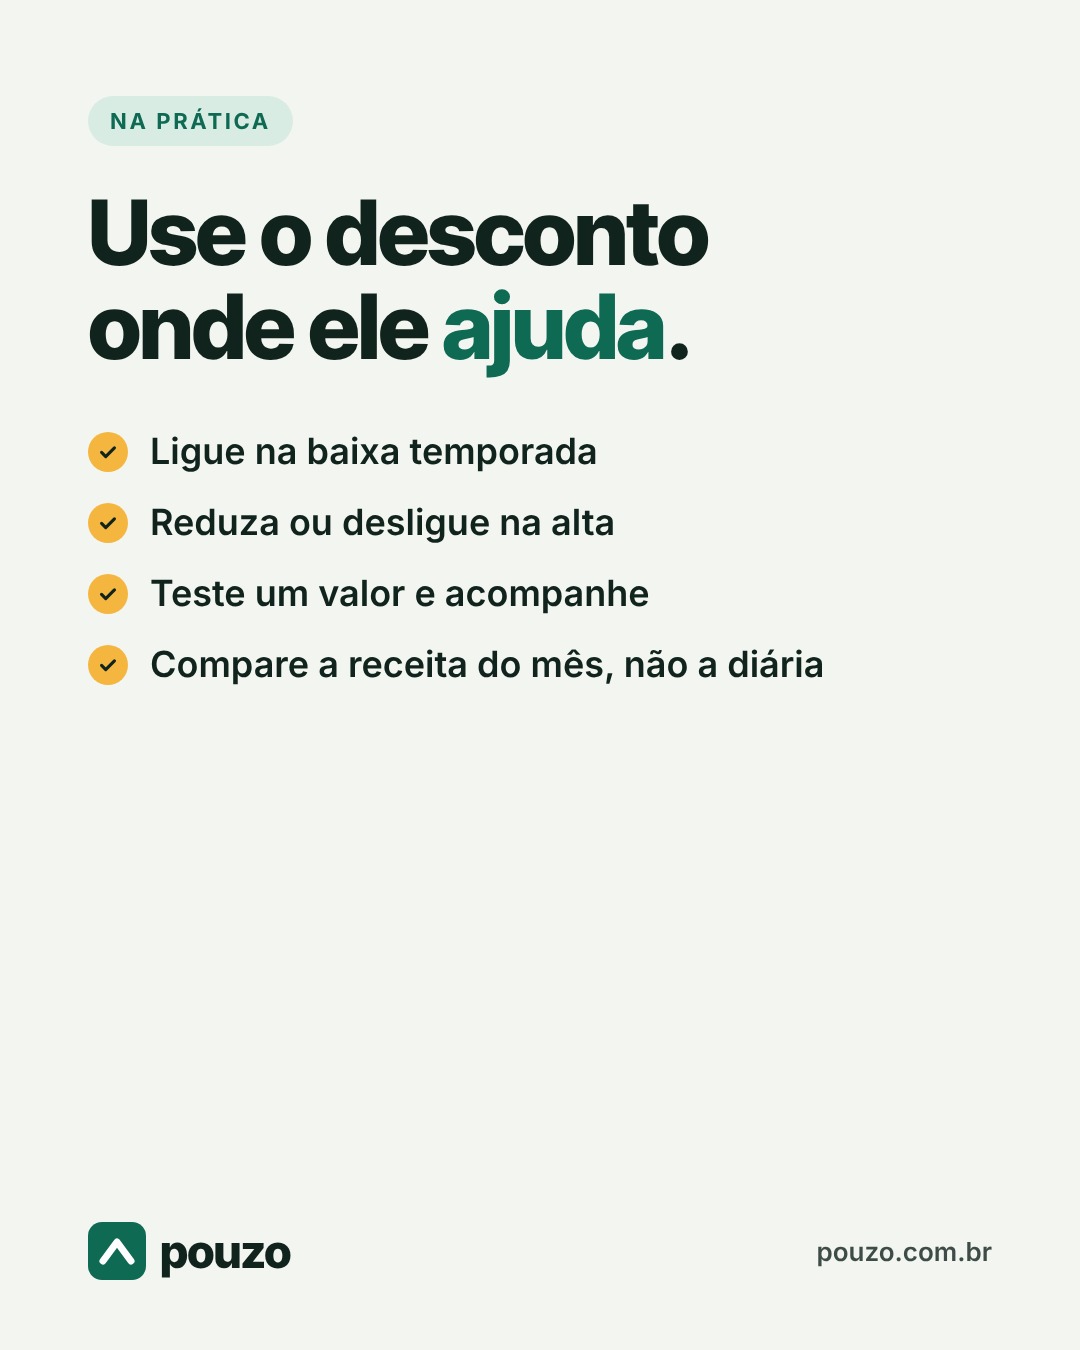 NA PRÁTICA
Use o desconto
onde ele ajuda.
Ligue na baixa temporada
Reduza ou desligue na alta
Teste um valor e acompanhe
Compare a receita do mês, não a diária
pouzo
pouzo.com.br